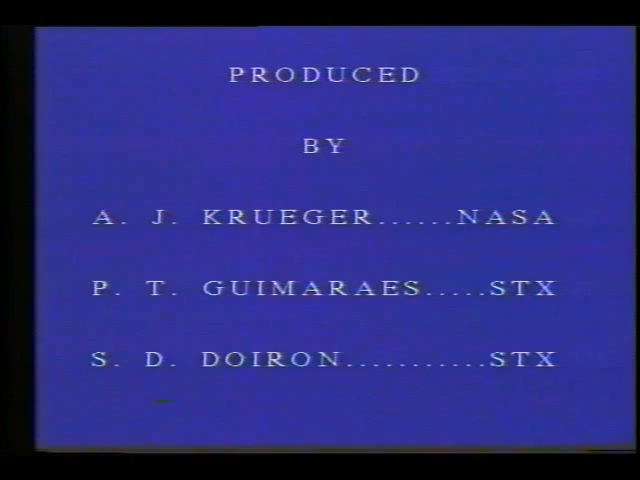 PRODUCED
BY
A. J. KRUEGER......NASA
P. T. GUIMARAES.....STX
S. D. DOIRON...........STX